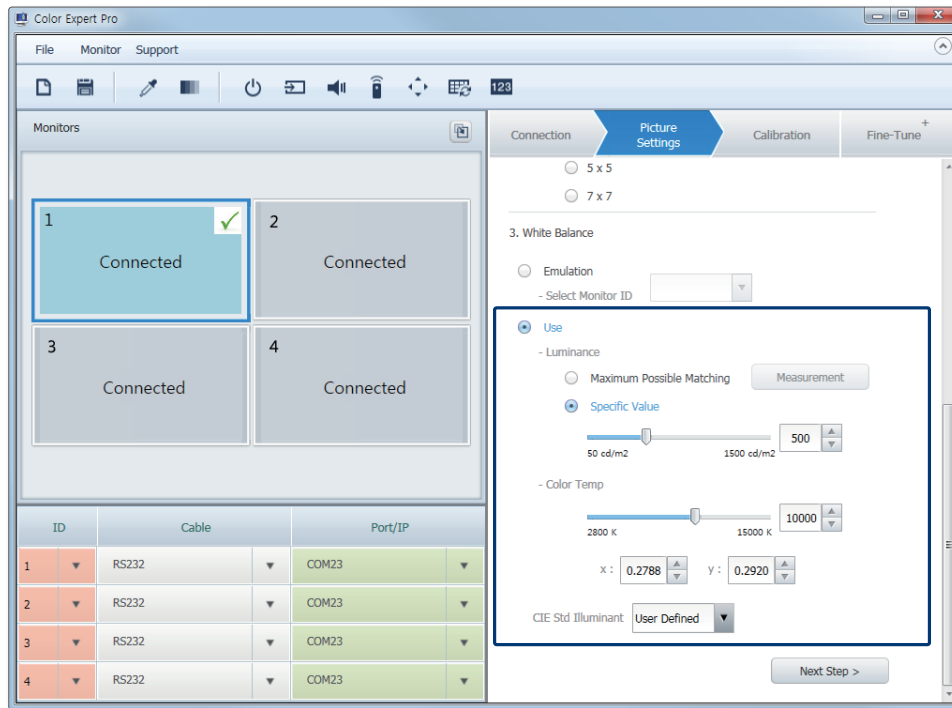 Color Expert Pro
File Monitor Support
123
Monitors
1
Connected
2
Connected
3
Connected
4
Connected
ID Cable Port/IP
1 RS232 COM23
2 RS232 COM23
3 RS232 COM23
4 RS232 COM23
Connection
Picture
Settings
Calibration
Fine-Tune +
5 x 5
7 x 7
3. White Balance
Emulation
- Select Monitor ID
Use
- Luminance
Maximum Possible Matching Measurement
Specific Value
500
50 cd/m2 1500 cd/m2
- Color Temp
10000
2800 K 15000 K
x : 0.2788 y : 0.2920
CIE Std Illuminant User Defined
Next Step >